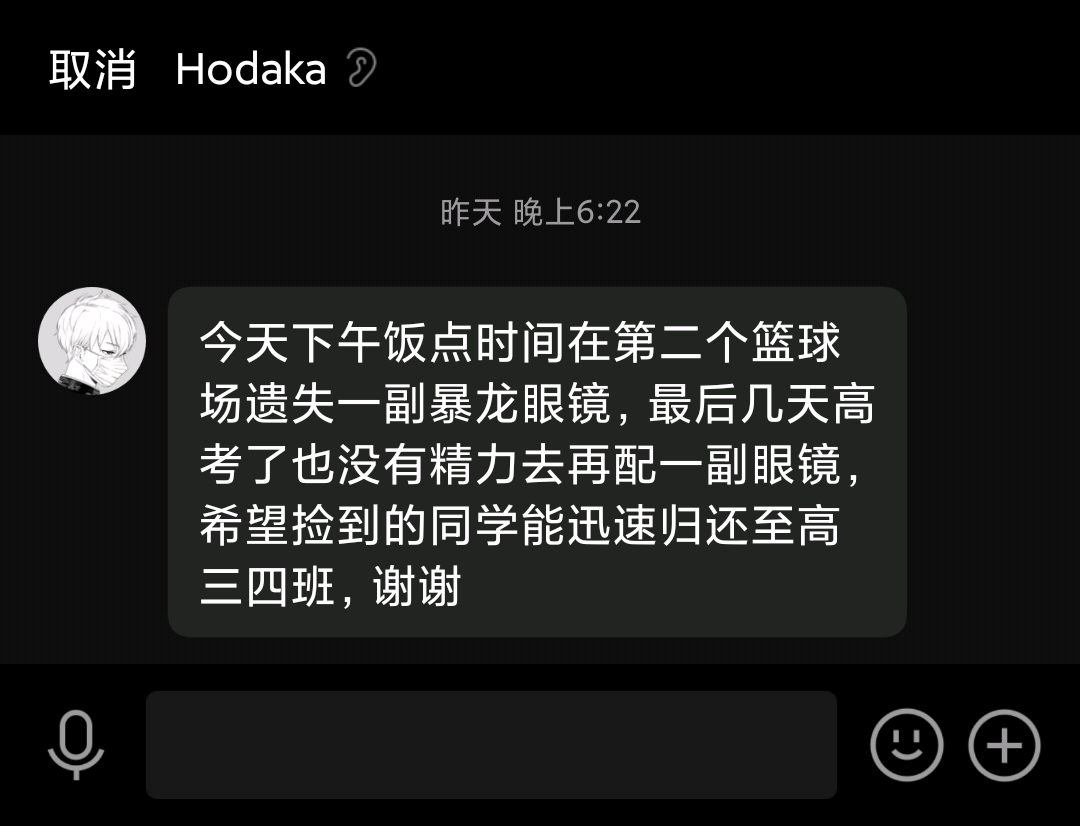 取消 Hodaka
昨天 晚上6:22
今天下午饭点时间在第二个篮球
场遗失一副暴龙眼镜，最后几天高
考了也没有精力去再配一副眼镜，
希望捡到的同学能迅速归还至高
三四班，谢谢